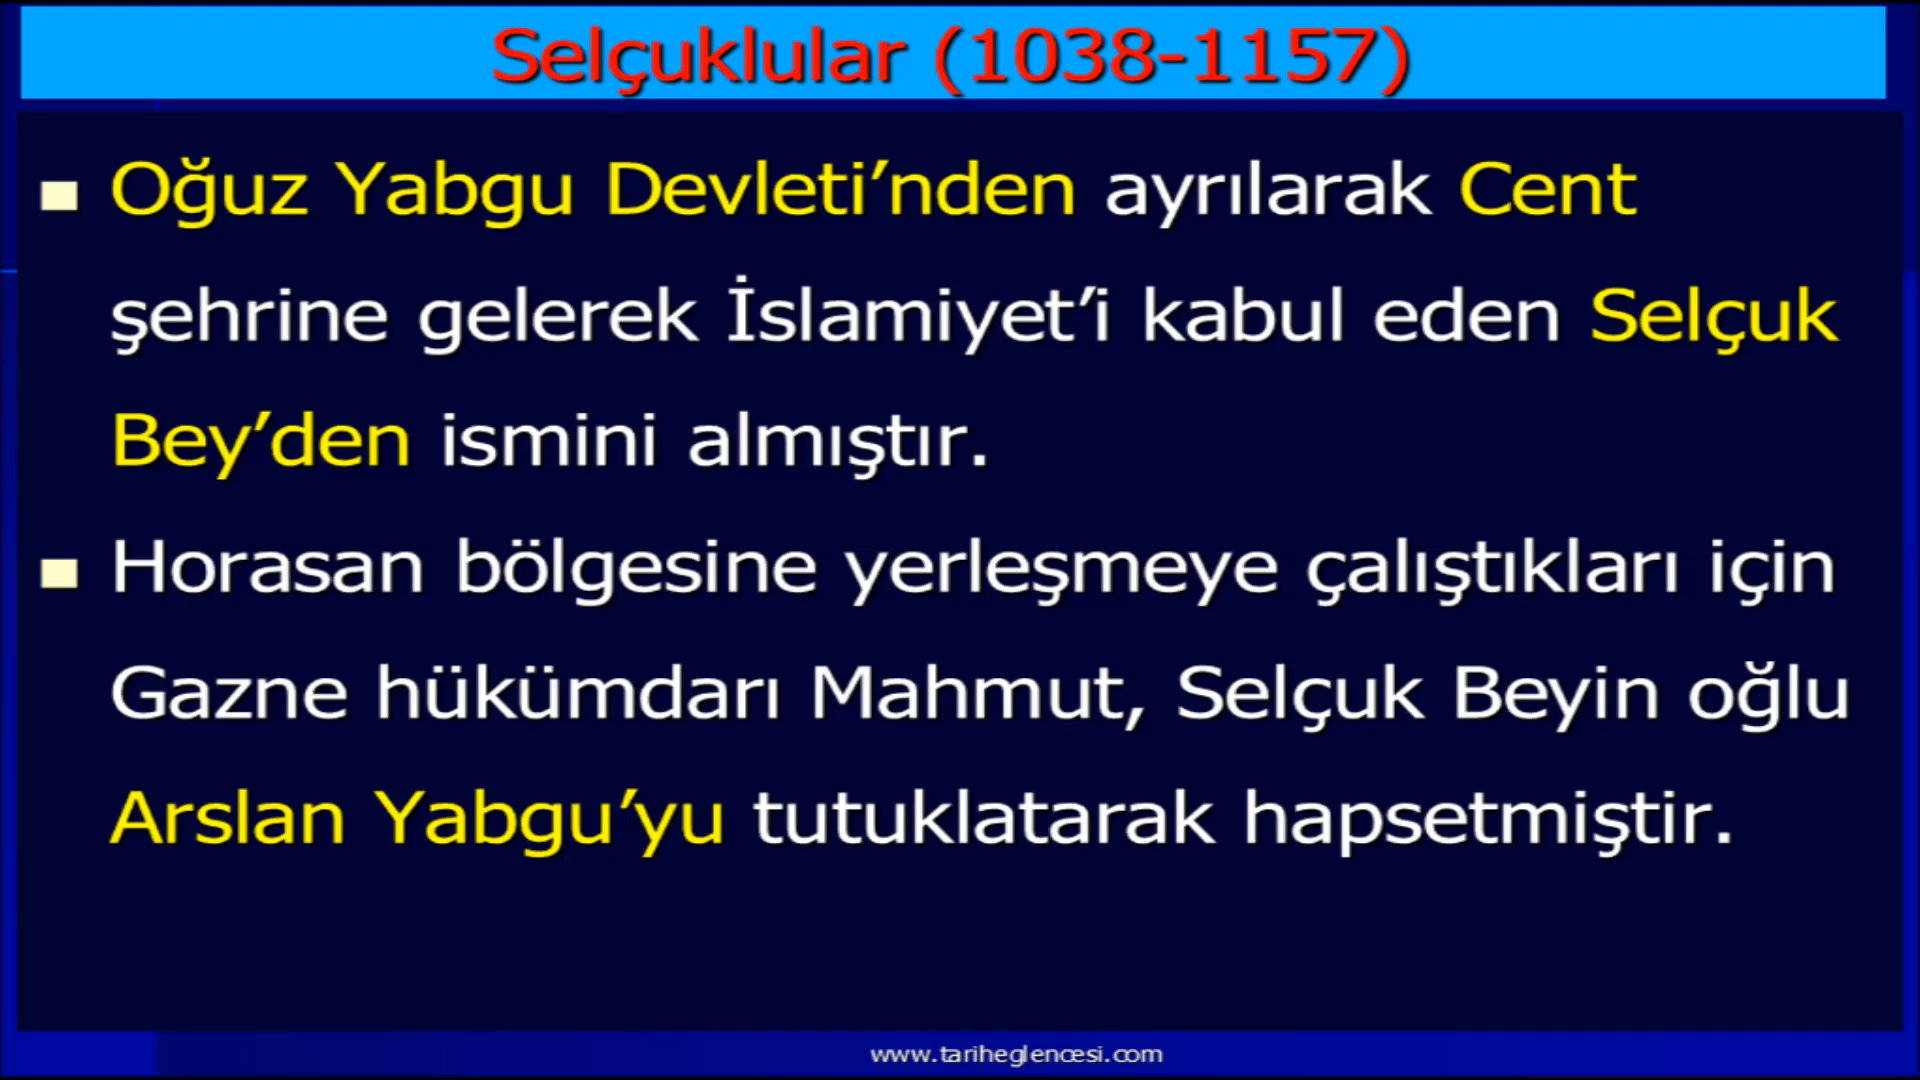 Selçuklular (1038-1157)
Oğuz Yabgu Devleti’nden ayrılarak Cent
şehrine gelerek İslamiyet’i kabul eden Selçuk
Bey’den ismini almıştır.
Horasan bölgesine yerleşmeye çalıştıkları için
Gazne hükümdarı Mahmut, Selçuk Beyin oğlu
Arslan Yabgu’yu tutuklatarak hapsetmiştir.
www.tariheglencesi.com